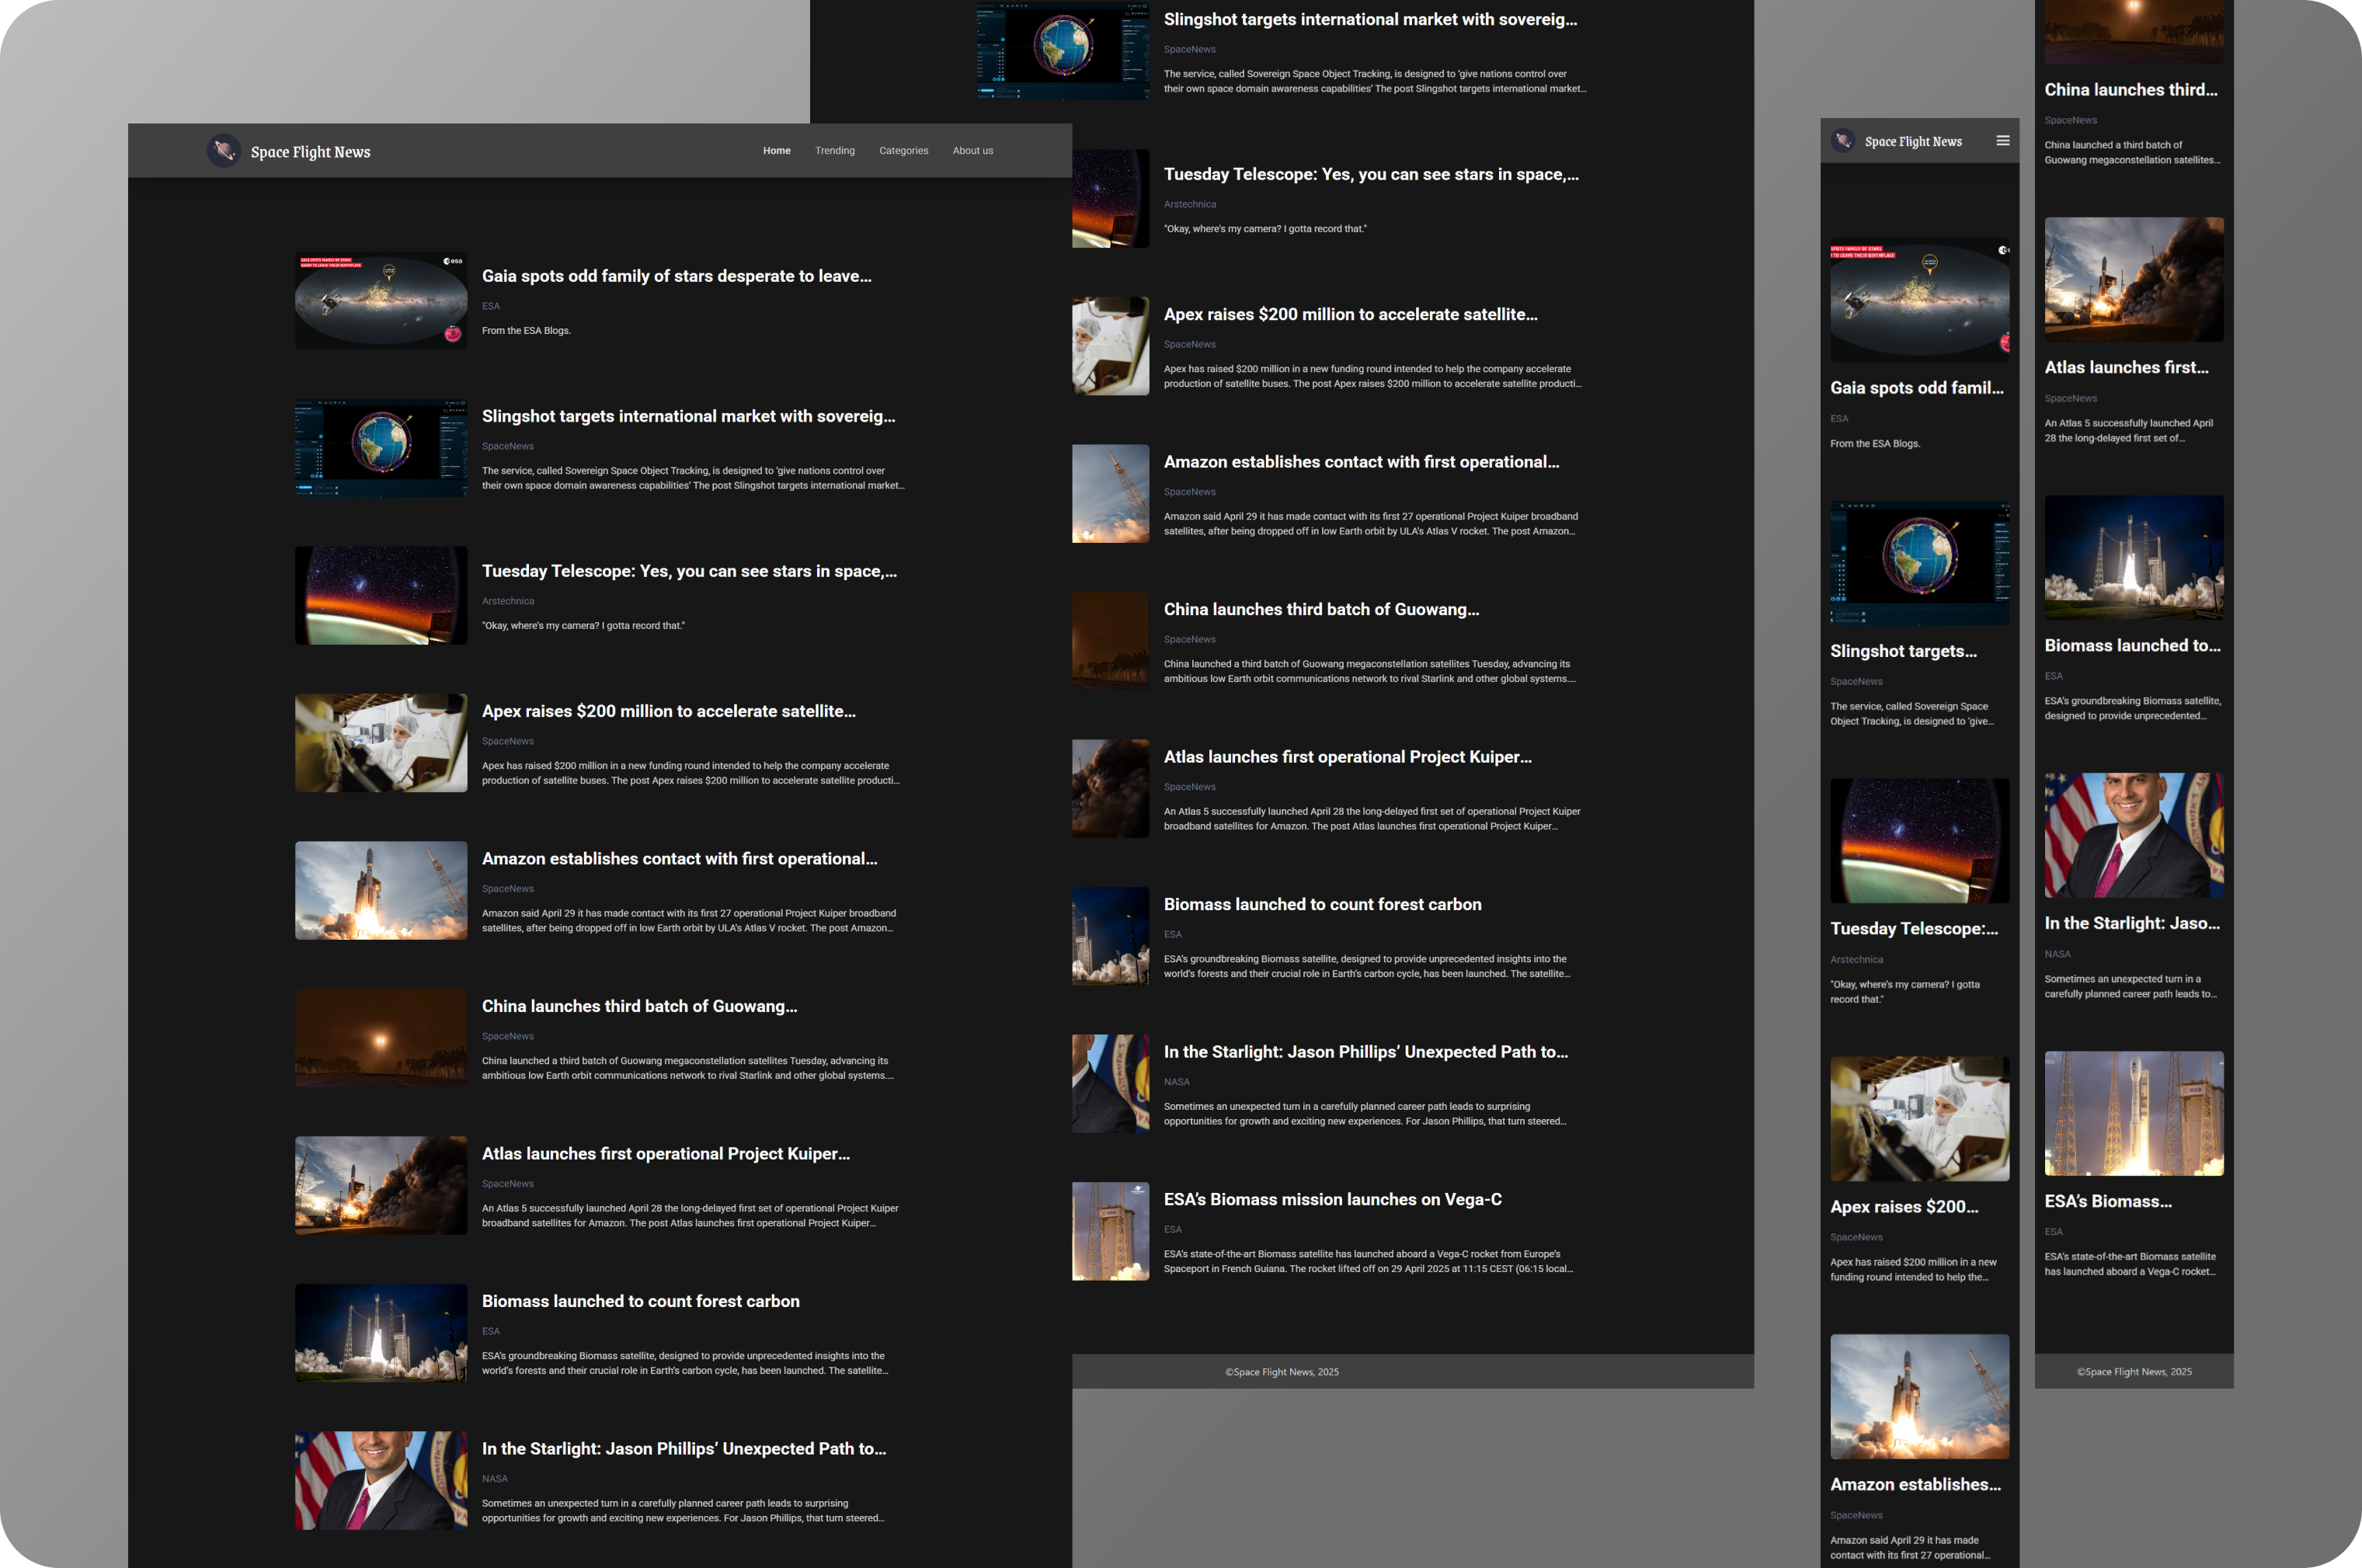 Space Flight News
Home Trending Categories About us
esa
Gaia spots odd family of stars desperate to leave...
ESA
From the ESA Blogs.
Slingshot targets international market with sovereig...
SpaceNews
The service, called Sovereign Space Object Tracking, is designed to 'give nations control over
their own space domain awareness capabilities' The post Slingshot targets international market...
Tuesday Telescope: Yes, you can see stars in space,...
Arstechnica
"Okay, where's my camera? I gotta record that."
Apex raises $200 million to accelerate satellite...
SpaceNews
Apex has raised $200 million in a new funding round intended to help the company accelerate
production of satellite buses. The post Apex raises $200 million to accelerate satellite producti...
Amazon establishes contact with first operational...
SpaceNews
Amazon said April 29 it has made contact with its first 27 operational Project Kuiper broadband
satellites, after being dropped off in low Earth orbit by ULA's Atlas V rocket. The post Amazon...
China launches third batch of Guowang...
SpaceNews
China launched a third batch of Guowang megaconstellation satellites Tuesday, advancing its
ambitious low Earth orbit communications network to rival Starlink and other global systems....
Atlas launches first operational Project Kuiper...
SpaceNews
An Atlas 5 successfully launched April 28 the long-delayed first set of operational Project Kuiper
broadband satellites for Amazon. The post Atlas launches first operational Project Kuiper...
Biomass launched to count forest carbon
ESA
ESA's groundbreaking Biomass satellite, designed to provide unprecedented insights into the
world's forests and their crucial role in Earth's carbon cycle, has been launched. The satellite...
In the Starlight: Jason Phillips' Unexpected Path to...
NASA
Sometimes an unexpected turn in a carefully planned career path leads to surprising
opportunities for growth and exciting new experiences. For Jason Phillips, that turn steered...
Slingshot targets international market with sovereig...
SpaceNews
The service, called Sovereign Space Object Tracking, is designed to 'give nations control over
their own space domain awareness capabilities' The post Slingshot targets international market...
Tuesday Telescope: Yes, you can see stars in space,...
Arstechnica
"Okay, where's my camera? I gotta record that."
Apex raises $200 million to accelerate satellite...
SpaceNews
Apex has raised $200 million in a new funding round intended to help the company accelerate
production of satellite buses. The post Apex raises $200 million to accelerate satellite producti...
Amazon establishes contact with first operational...
SpaceNews
Amazon said April 29 it has made contact with its first 27 operational Project Kuiper broadband
satellites, after being dropped off in low Earth orbit by ULA's Atlas V rocket. The post Amazon...
China launches third batch of Guowang...
SpaceNews
China launched a third batch of Guowang megaconstellation satellites Tuesday, advancing its
ambitious low Earth orbit communications network to rival Starlink and other global systems....
Atlas launches first operational Project Kuiper...
SpaceNews
An Atlas 5 successfully launched April 28 the long-delayed first set of operational Project Kuiper
broadband satellites for Amazon. The post Atlas launches first operational Project Kuiper...
Biomass launched to count forest carbon
ESA
ESA's groundbreaking Biomass satellite, designed to provide unprecedented insights into the
world's forests and their crucial role in Earth's carbon cycle, has been launched. The satellite...
In the Starlight: Jason Phillips' Unexpected Path to...
NASA
Sometimes an unexpected turn in a carefully planned career path leads to surprising
opportunities for growth and exciting new experiences. For Jason Phillips, that turn steered...
ESA's Biomass mission launches on Vega-C
ESA
ESA's state-of-the-art Biomass satellite has launched aboard a Vega-C rocket from Europe's
Spaceport in French Guiana. The rocket lifted off on 29 April 2025 at 11:15 CEST (06:15 local...
©Space Flight News, 2025
Space Flight News
Gaia spots odd famil...
ESA
From the ESA Blogs.
Slingshot targets...
SpaceNews
The service, called Sovereign Space
Object Tracking, is designed to 'give...
Tuesday Telescope:...
Arstechnica
"Okay, where's my camera? I gotta
record that."
Apex raises $200...
SpaceNews
Apex has raised $200 million in a new
funding round intended to help the...
Amazon establishes...
SpaceNews
Amazon said April 29 it has made
contact with its first 27 operational...
China launches third...
SpaceNews
China launched a third batch of
Guowang megaconstellation satellites...
Atlas launches first...
SpaceNews
An Atlas 5 successfully launched April
28 the long-delayed first set of...
Biomass launched to...
ESA
ESA's groundbreaking Biomass satellite,
designed to provide unprecedented...
In the Starlight: Jaso...
NASA
Sometimes an unexpected turn in a
carefully planned career path leads to...
ESA's Biomass...
ESA
ESA's state-of-the-art Biomass satellite
has launched aboard a Vega-C rocket...
©Space Flight News, 2025